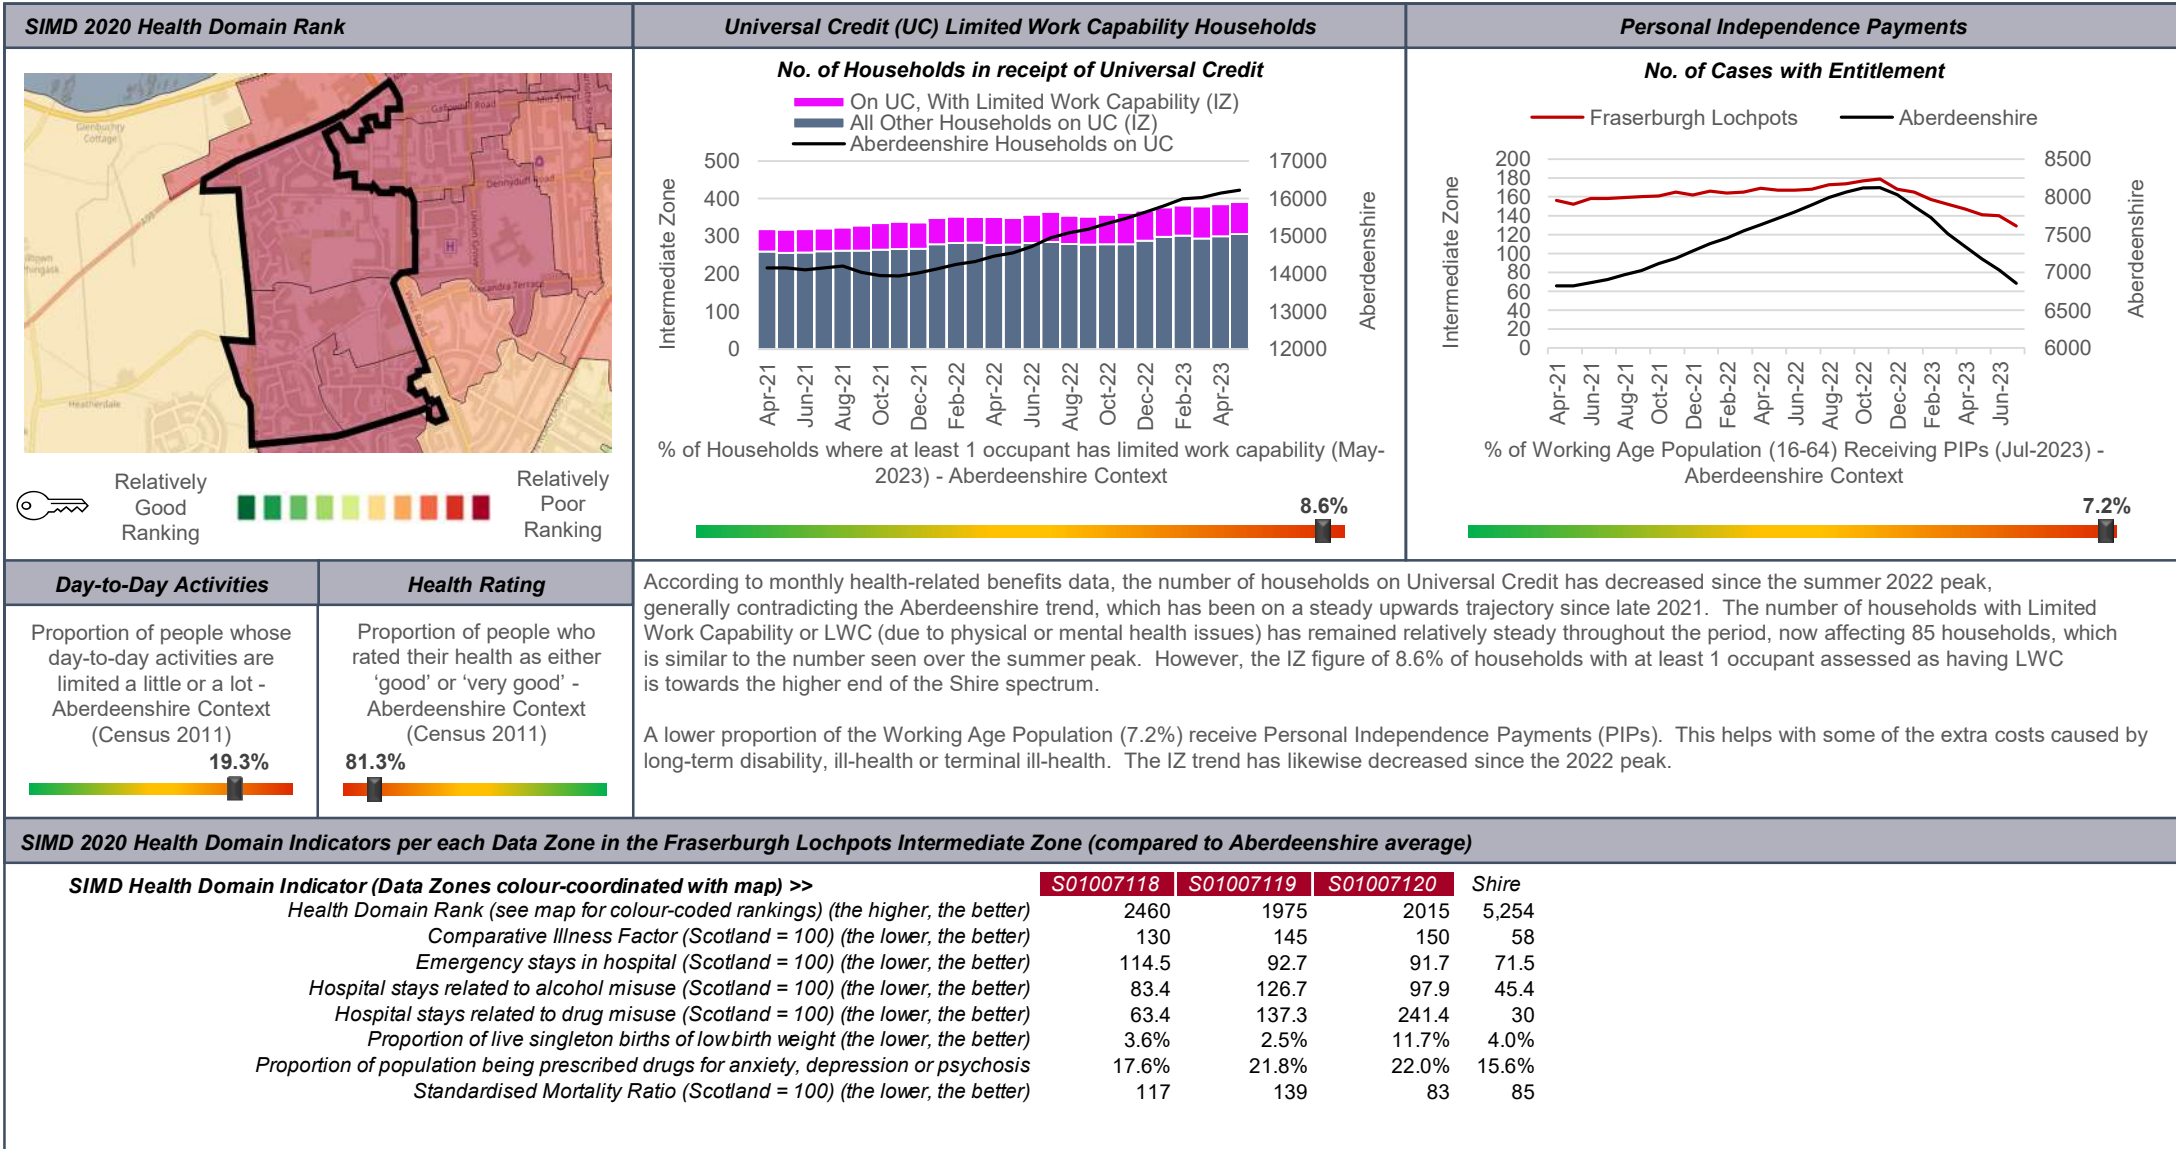 SIMD 2020 Health Domain Rank
Glenbuchty
Cottage
Gallowhill Road
Mid Street
Dennyduff Road
Union Grove
H
Alexandra Terrace
West Road
Heatherdale
Relatively
Good
Ranking
Relatively
Poor
Ranking
Universal Credit (UC) Limited Work Capability Households
No. of Households in receipt of Universal Credit
On UC, With Limited Work Capability (IZ)
All Other Households on UC (IZ)
Aberdeenshire Households on UC
Intermediate Zone
500
400
300
200
100
0
17000
16000
15000
14000
13000
12000
Aberdeenshire
Apr-21
Jun-21
Aug-21
Oct-21
Dec-21
Feb-22
Apr-22
Jun-22
Aug-22
Oct-22
Dec-22
Feb-23
Apr-23
% of Households where at least 1 occupant has limited work capability (May-
2023) - Aberdeenshire Context
8.6%
Personal Independence Payments
No. of Cases with Entitlement
Fraserburgh Lochpots
Aberdeenshire
Intermediate Zone
200
180
160
140
120
100
80
60
40
20
0
8500
8000
7500
7000
6500
6000
Aberdeenshire
Apr-21
Jun-21
Aug-21
Oct-21
Dec-21
Feb-22
Apr-22
Jun-22
Aug-22
Oct-22
Dec-22
Feb-23
Apr-23
Jun-23
% of Working Age Population (16-64) Receiving PIPs (Jul-2023) -
Aberdeenshire Context
7.2%
Day-to-Day Activities
Proportion of people whose
day-to-day activities are
limited a little or a lot -
Aberdeenshire Context
(Census 2011)
19.3%
Health Rating
Proportion of people who
rated their health as either
‘good’ or ‘very good’ -
Aberdeenshire Context
(Census 2011)
81.3%
According to monthly health-related benefits data, the number of households on Universal Credit has decreased since the summer 2022 peak,
generally contradicting the Aberdeenshire trend, which has been on a steady upwards trajectory since late 2021. The number of households with Limited
Work Capability or LWC (due to physical or mental health issues) has remained relatively steady throughout the period, now affecting 85 households, which
is similar to the number seen over the summer peak. However, the IZ figure of 8.6% of households with at least 1 occupant assessed as having LWC
is towards the higher end of the Shire spectrum.
A lower proportion of the Working Age Population (7.2%) receive Personal Independence Payments (PIPs). This helps with some of the extra costs caused by
long-term disability, ill-health or terminal ill-health. The IZ trend has likewise decreased since the 2022 peak.
SIMD 2020 Health Domain Indicators per each Data Zone in the Fraserburgh Lochpots Intermediate Zone (compared to Aberdeenshire average)
SIMD Health Domain Indicator (Data Zones colour-coordinated with map) >> S01007118 S01007119 S01007120 Shire
Health Domain Rank (see map for colour-coded rankings) (the higher, the better) 2460 1975 2015 5,254
Comparative Illness Factor (Scotland = 100) (the lower, the better) 130 145 150 58
Emergency stays in hospital (Scotland = 100) (the lower, the better) 114.5 92.7 91.7 71.5
Hospital stays related to alcohol misuse (Scotland = 100) (the lower, the better) 83.4 126.7 97.9 45.4
Hospital stays related to drug misuse (Scotland = 100) (the lower, the better) 63.4 137.3 241.4 30
Proportion of live singleton births of low birth weight (the lower, the better) 3.6% 2.5% 11.7% 4.0%
Proportion of population being prescribed drugs for anxiety, depression or psychosis 17.6% 21.8% 22.0% 15.6%
Standardised Mortality Ratio (Scotland = 100) (the lower, the better) 117 139 83 85